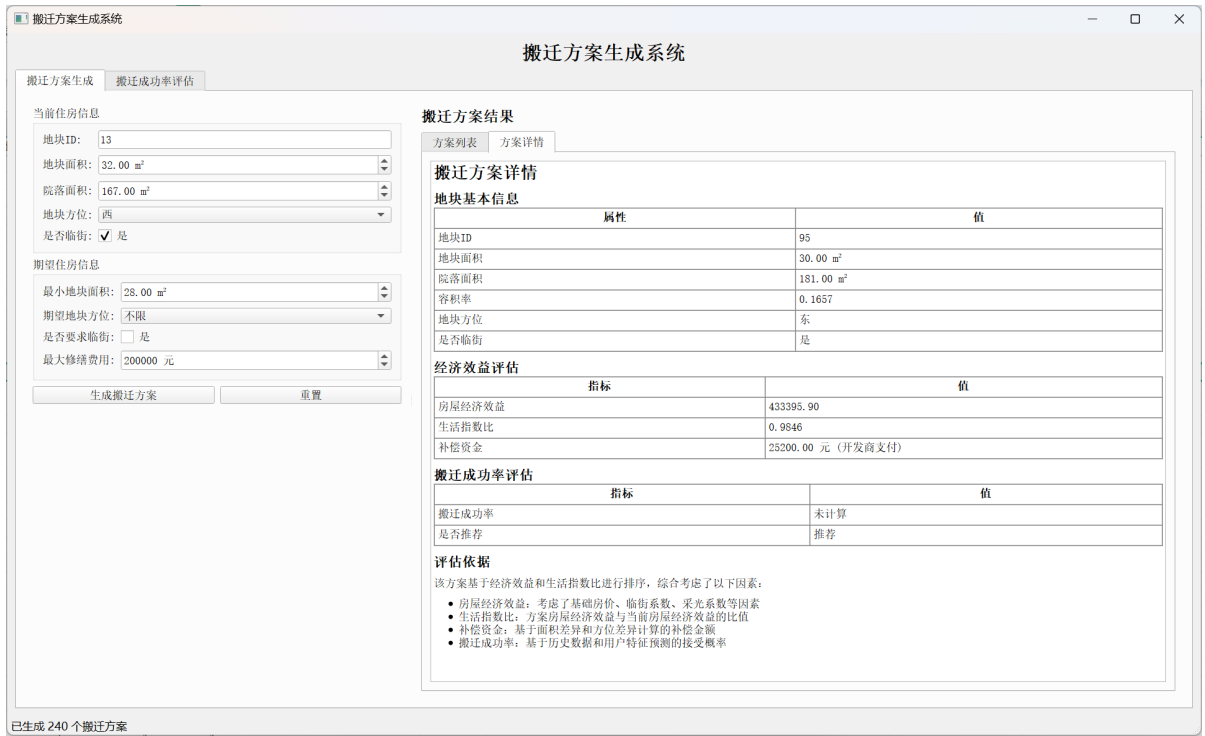 搬迁方案生成系统
搬迁方案生成系统
搬迁方案生成 搬迁成功率评估
当前住房信息
地块ID: 13
地块面积: 32.00 m²
院落面积: 167.00 m²
地块方位: 西
是否临街: 是
期望住房信息
最小地块面积: 28.00 m²
期望地块方位: 不限
是否要求临街: 是
最大修缮费用: 200000 元
生成搬迁方案 重置
搬迁方案结果
方案列表 方案详情
搬迁方案详情
地块基本信息
属性 值
地块ID 95
地块面积 30.00 m²
院落面积 181.00 m²
容积率 0.1657
地块方位 东
是否临街 是
经济效益评估
指标 值
房屋经济效益 433395.90
生活指数比 0.9846
补偿资金 25200.00 元 (开发商支付)
搬迁成功率评估
指标 值
搬迁成功率 未计算
是否推荐 推荐
评估依据
该方案基于经济效益和生活指数比进行排序，综合考虑了以下因素：
• 房屋经济效益：考虑了基础房价、临街系数、采光系数等因素
• 生活指数比：方案房屋经济效益与当前房屋经济效益的比值
• 补偿资金：基于面积差异和方位差异计算的补偿金额
• 搬迁成功率：基于历史数据和用户特征预测的接受概率
已生成 240 个搬迁方案